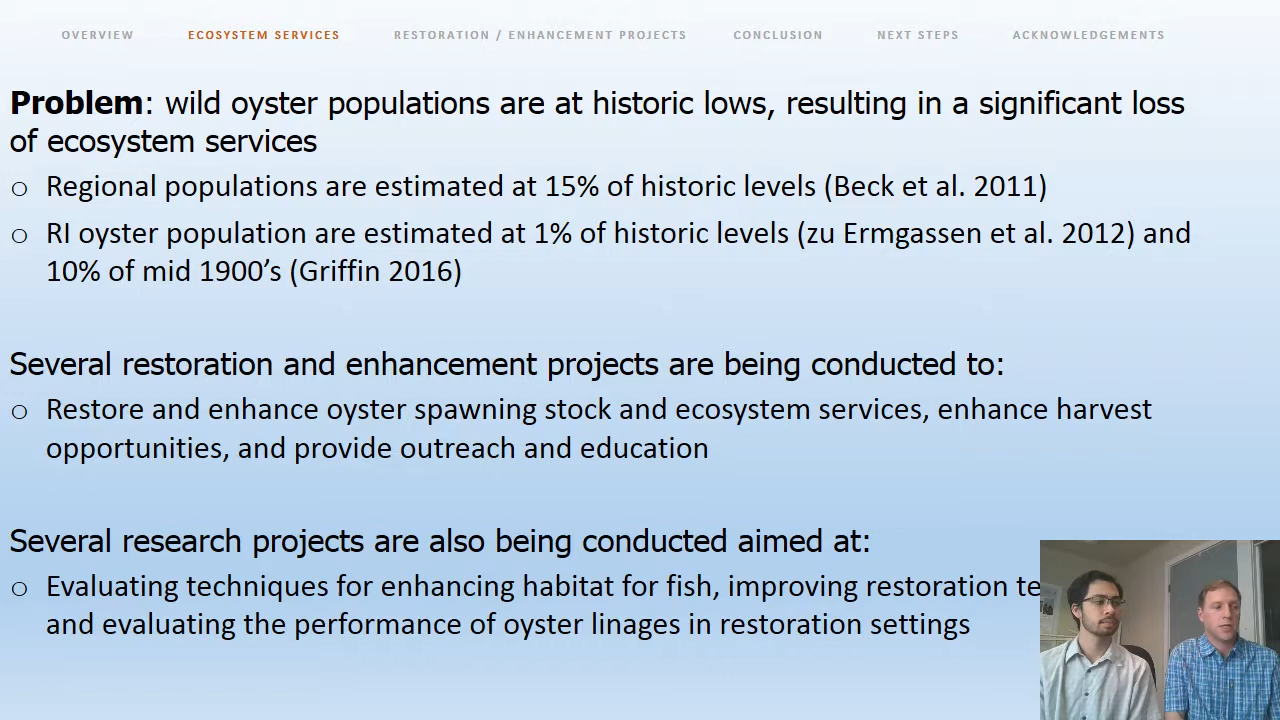 OVERVIEW ECOSYSTEM SERVICES RESTORATION / ENHANCEMENT PROJECTS CONCLUSION NEXT STEPS ACKNOWLEDGEMENTS
Problem: wild oyster populations are at historic lows, resulting in a significant loss
of ecosystem services
o Regional populations are estimated at 15% of historic levels (Beck et al. 2011)
o RI oyster population are estimated at 1% of historic levels (zu Ermgassen et al. 2012) and
10% of mid 1900’s (Griffin 2016)
Several restoration and enhancement projects are being conducted to:
o Restore and enhance oyster spawning stock and ecosystem services, enhance harvest
opportunities, and provide outreach and education
Several research projects are also being conducted aimed at:
o Evaluating techniques for enhancing habitat for fish, improving restoration
and evaluating the performance of oyster linages in restoration settings